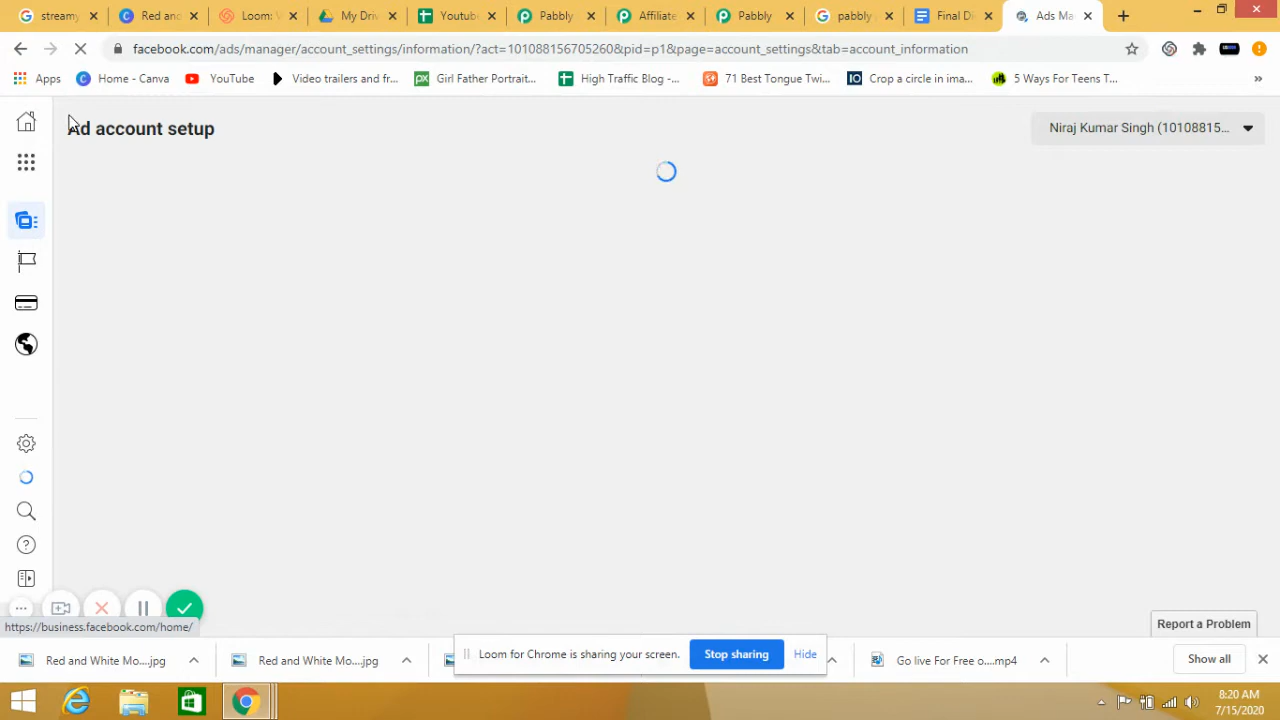 streamy
Red and
Loom: V
My Driv
Youtube
Pabbly
Affiliate
Pabbly
pabbly
Final Di
Ads Ma
facebook.com/ads/manager/account_settings/information/?act=101088156705260&pid=p1&page=account_settings&tab=account_information
Apps
Home - Canva
YouTube
Video trailers and fr...
Girl Father Portrait...
High Traffic Blog -...
71 Best Tongue Twi...
Crop a circle in ima...
5 Ways For Teens T...
»
Ad account setup
Niraj Kumar Singh (10108815...
https://business.facebook.com/home/
Report a Problem
Red and White Mo....jpg
Red and White Mo....jpg
Loom for Chrome is sharing your screen.
Stop sharing
Hide
Go live For Free o....mp4
Show all
8:20 AM
7/15/2020